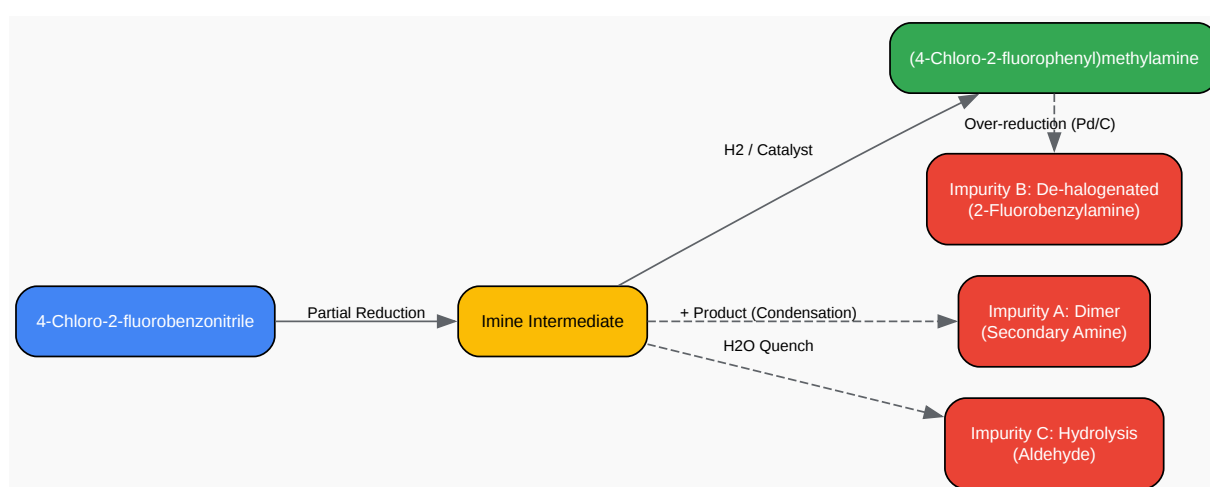 (4-Chloro-2-fluorophenyl)methylamine
Over-reduction (Pd/C)
H2 / Catalyst
Impurity B: De-halogenated
(2-Fluorobenzylamine)
4-Chloro-2-fluorobenzonitrile
Partial Reduction
Imine Intermediate
+ Product (Condensation)
Impurity A: Dimer
(Secondary Amine)
H2O Quench
Impurity C: Hydrolysis
(Aldehyde)